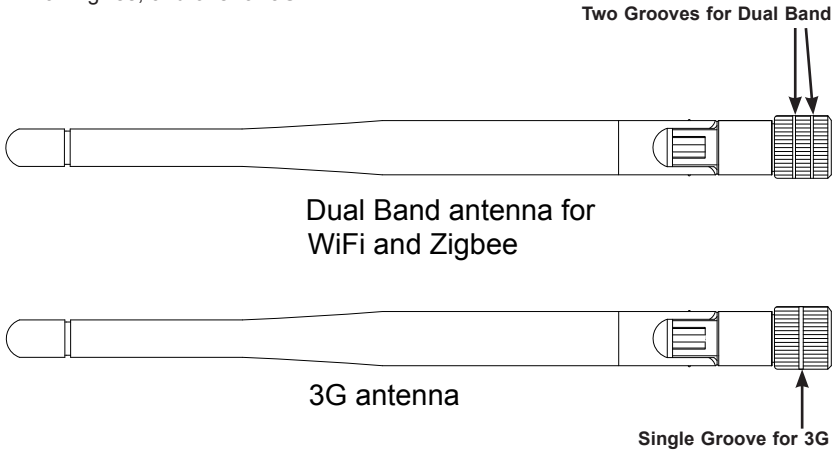 Two Grooves for Dual Band
Dual Band antenna for
WiFi and Zigbee
3G antenna
Single Groove for 3G